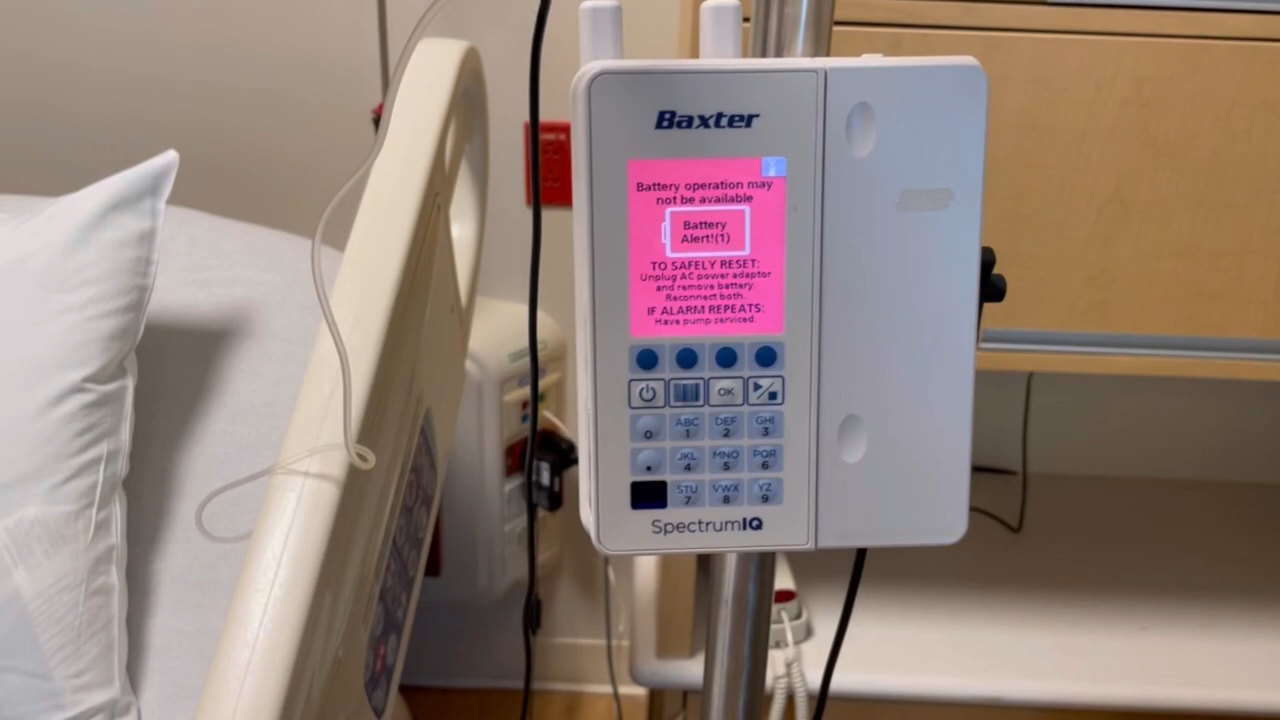 Baxter
Battery operation may
not be available
Battery
Alert!(1)
TO SAFELY RESET:
Unplug AC power adaptor
and remove battery.
Reconnect both.
IF ALARM REPEATS:
Have pump serviced.
OK
0
ABC
1
DEF
2
GHI
3
.
JKL
4
MNO
5
PQR
6
STU
7
VWX
8
YZ
9
SpectrumIQ